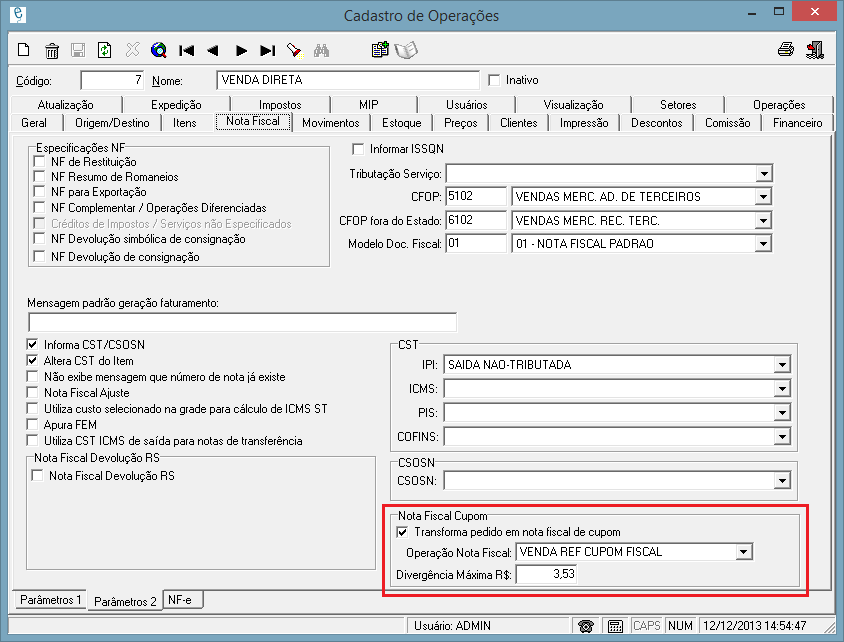 Cadastro de Operações
Código: 7 Nome: VENDA DIRETA Inativo
Atualização Expedição Impostos MIP Usuários Visualização Setores Operações
Geral Origem/Destino Itens Nota Fiscal Movimentos Estoque Preços Clientes Impressão Descontos Comissão Financeiro
Especificações NF
NF de Restituição
NF Resumo de Romaneios
NF para Exportação
NF Complementar / Operações Diferenciadas
Créditos de Impostos / Serviços não Especificados
NF Devolução simbólica de consignação
NF Devolução de consignação
Informar ISSQN
Tributação Serviço:
CFOP: 5102 VENDAS MERC. AD. DE TERCEIROS
CFOP fora do Estado: 6102 VENDAS MERC. REC. TERC.
Modelo Doc. Fiscal: 01 01 - NOTA FISCAL PADRAO
Mensagem padrão geração faturamento:
Informa CST/CSOSN
Altera CST do Item
Não exibe mensagem que número de nota já existe
Nota Fiscal Ajuste
Utiliza custo selecionado na grade para cálculo de ICMS ST
Apura FEM
Utiliza CST ICMS de saída para notas de transferência
Nota Fiscal Devolução RS
Nota Fiscal Devolução RS
CST
IPI: SAIDA NAO-TRIBUTADA
ICMS:
PIS:
COFINS:
CSOSN
CSOSN:
Nota Fiscal Cupom
Transforma pedido em nota fiscal de cupom
Operação Nota Fiscal: VENDA REF CUPOM FISCAL
Divergência Máxima R$: 3,53
Parâmetros 1 Parâmetros 2 NF-e
Usuário: ADMIN CAPS NUM 12/12/2013 14:54:47